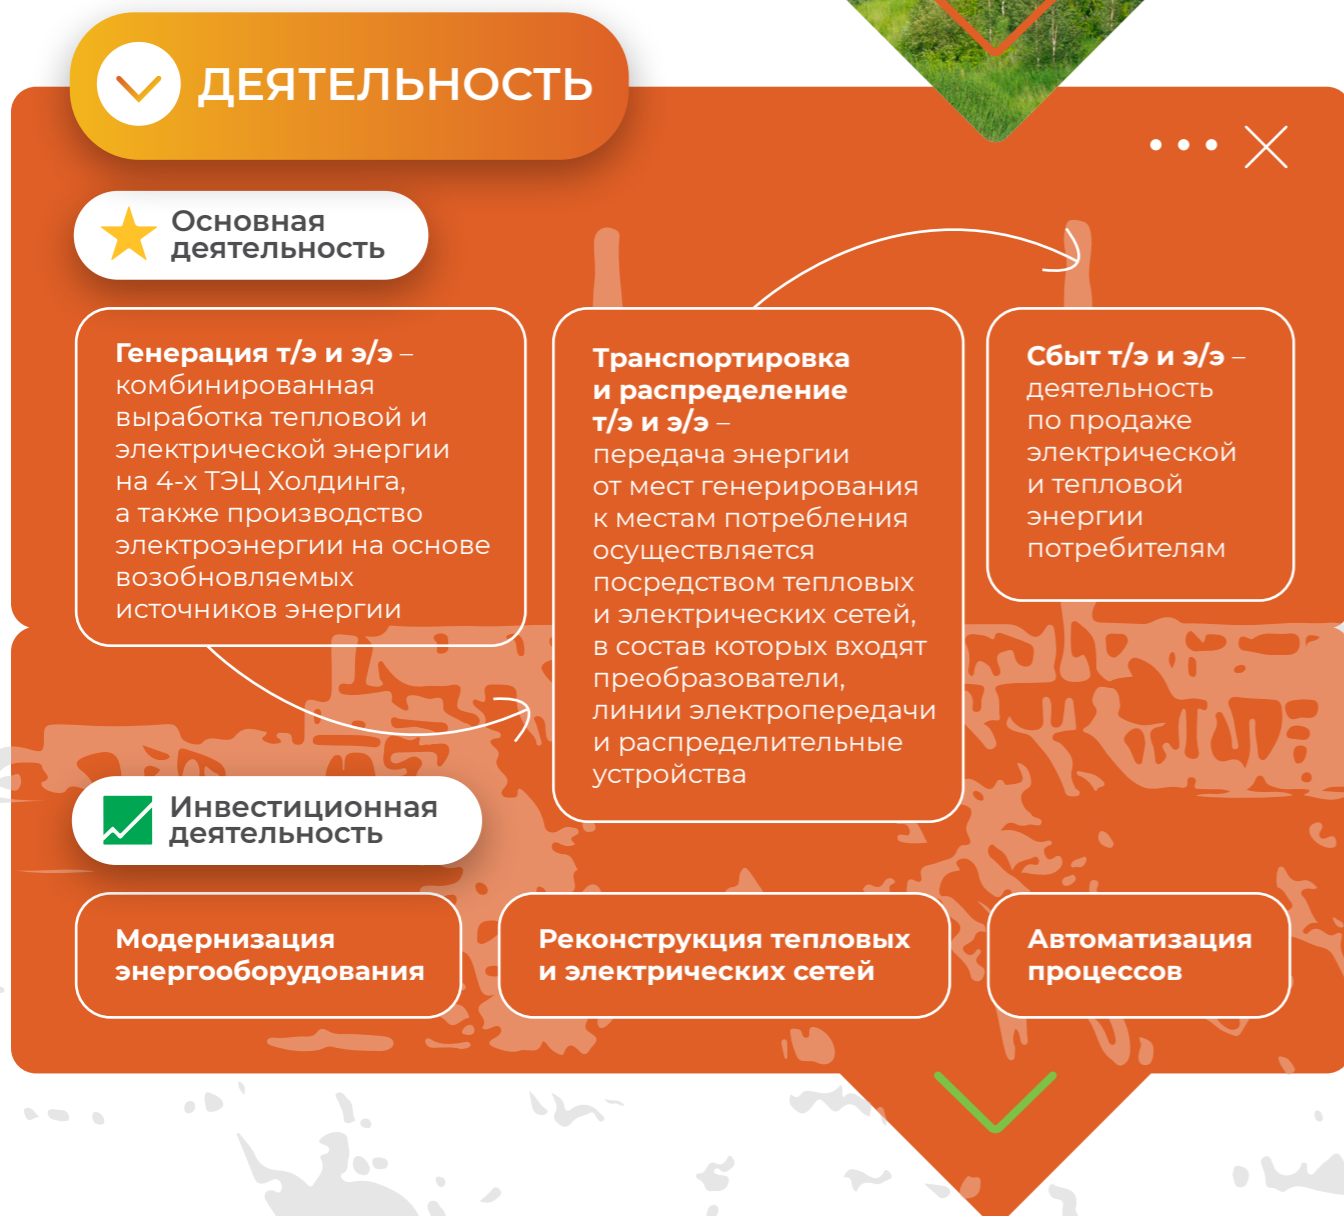 ДЕЯТЕЛЬНОСТЬ
Основная
деятельность
Генерация т/э и э/э –
комбинированная
выработка тепловой и
электрической энергии
на 4-х ТЭЦ Холдинга,
а также производство
электроэнергии на основе
возобновляемых
источников энергии
Транспортировка
и распределение
т/э и э/э –
передача энергии
от мест генерирования
к местам потребления
осуществляется
посредством тепловых
и электрических сетей,
в состав которых входят
преобразователи,
линии электропередачи
и распределительные
устройства
Сбыт т/э и э/э –
деятельность
по продаже
электрической
и тепловой
энергии
потребителям
Инвестиционная
деятельность
Модернизация
энергооборудования
Реконструкция тепловых
и электрических сетей
Автоматизация
процессов